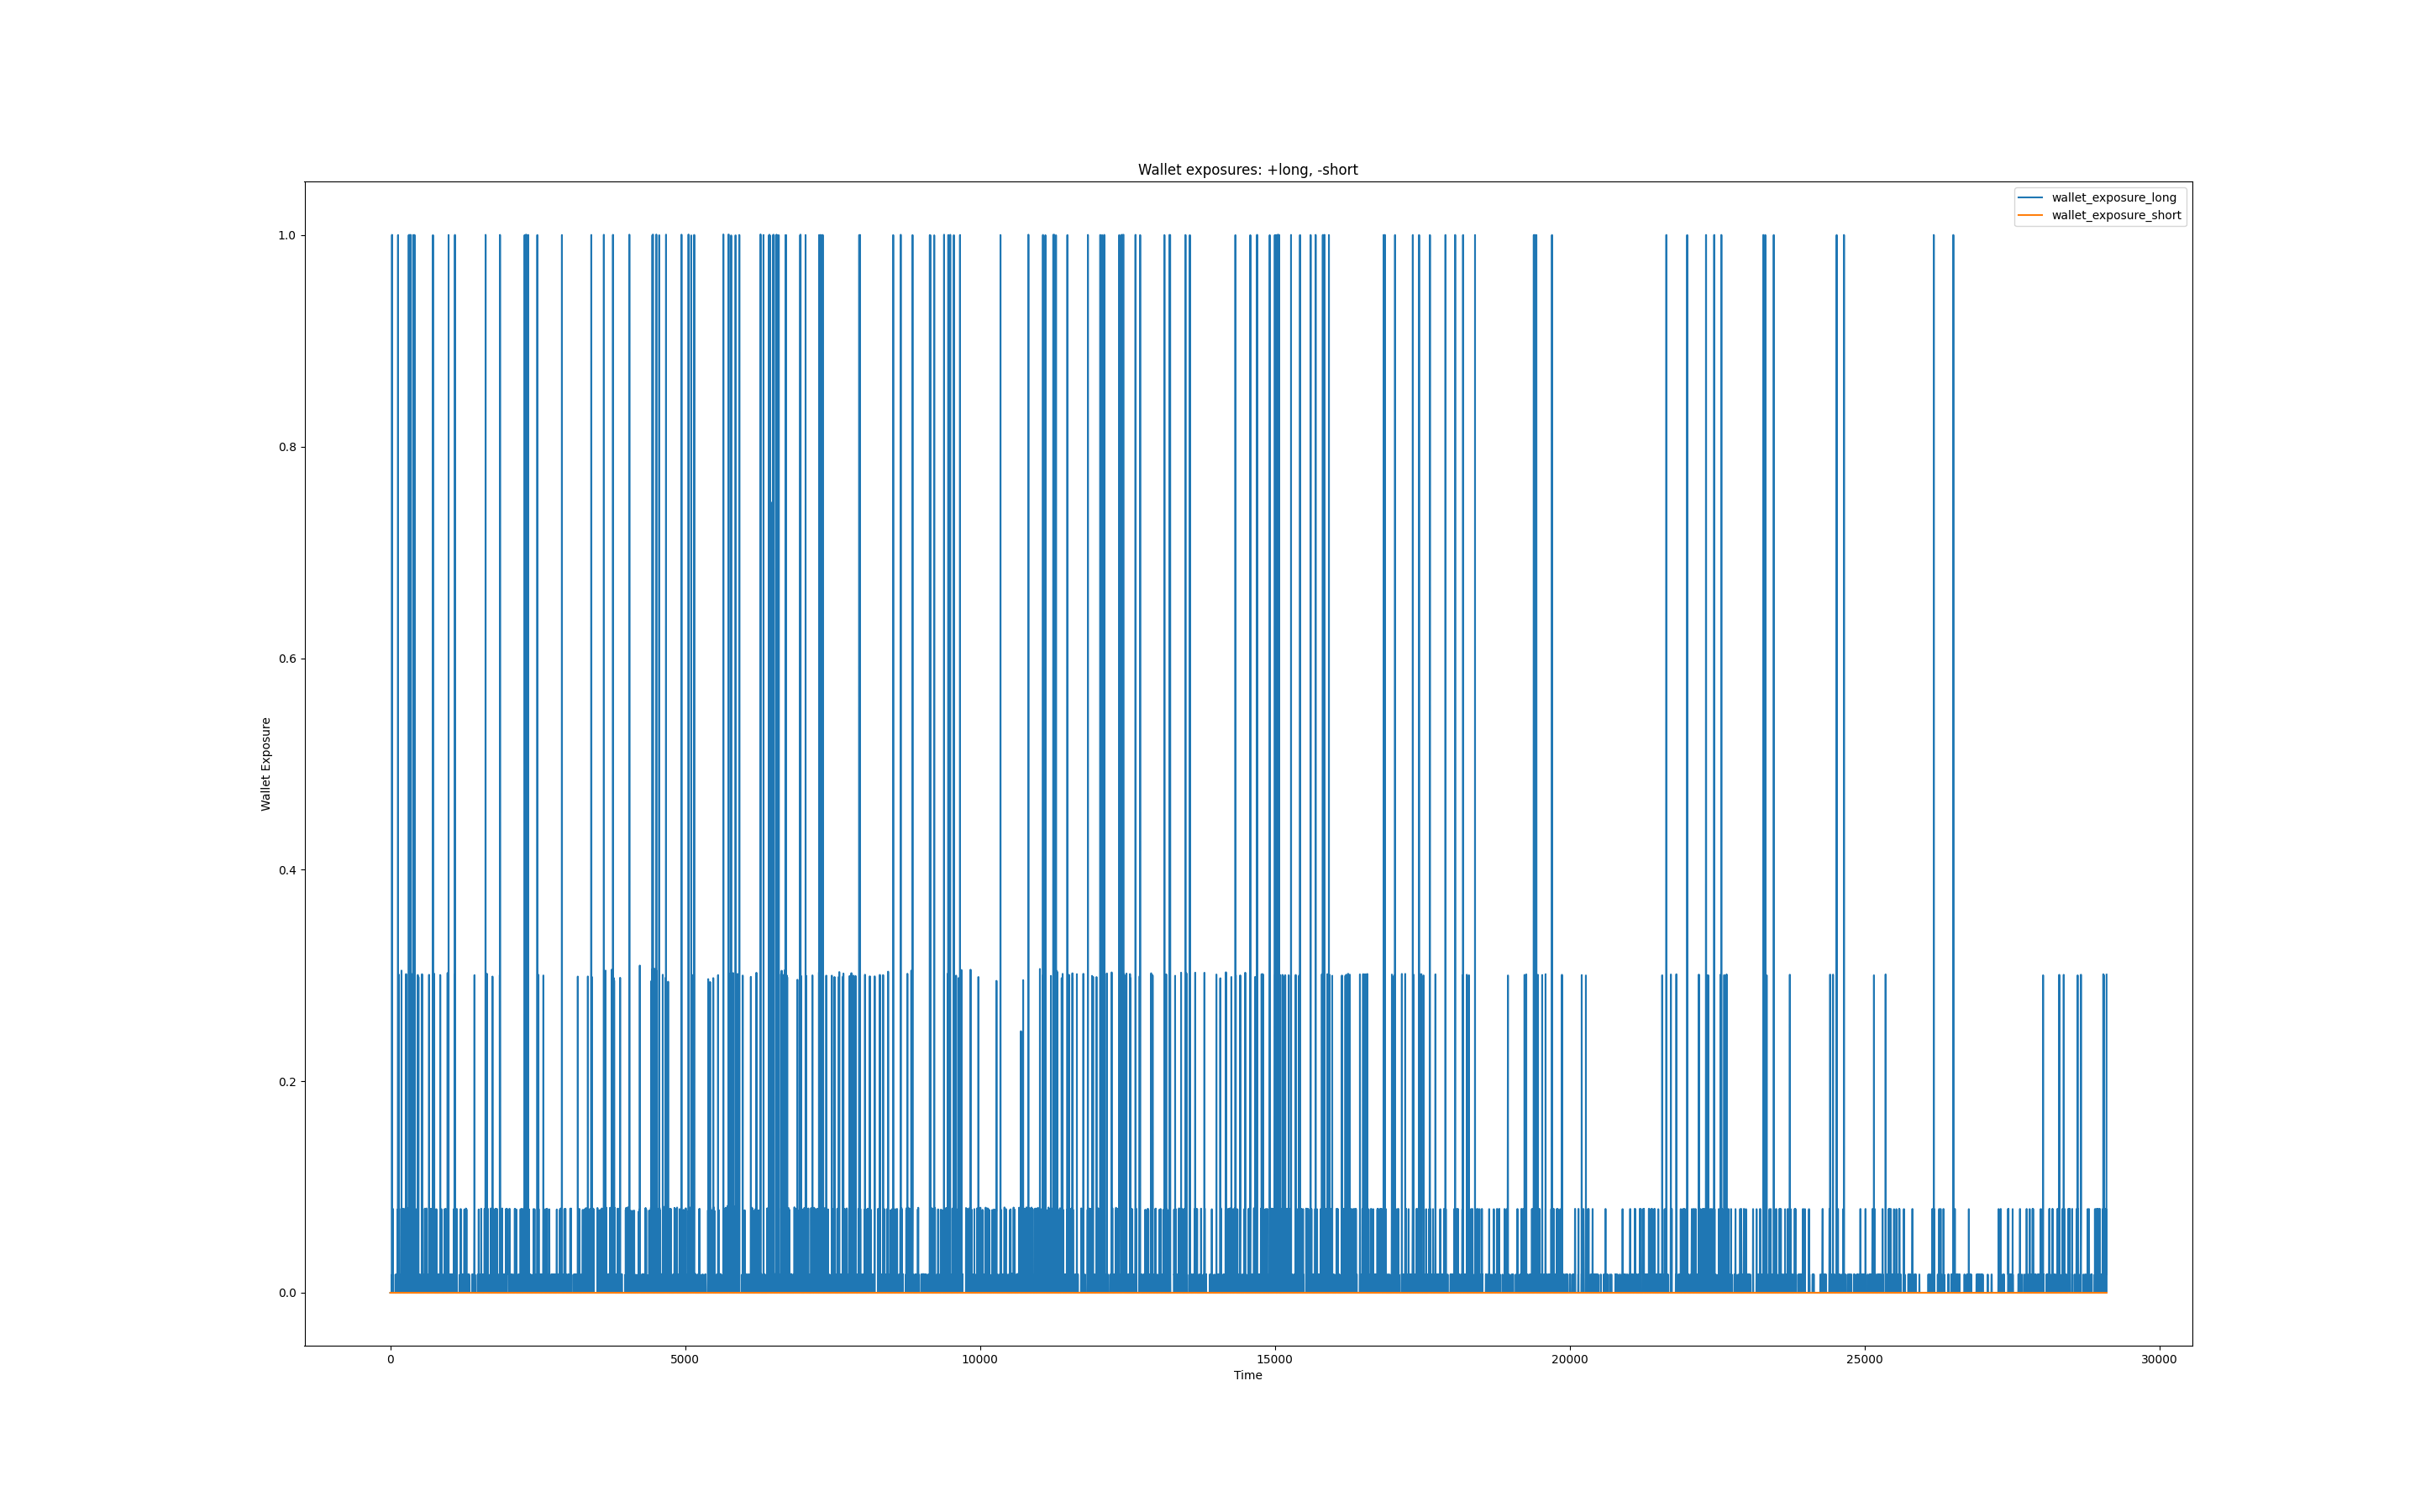 Wallet exposures: +long, -short
wallet_exposure_long
wallet_exposure_short
1.0
0.8
0.6
0.4
0.2
0.0
Wallet Exposure
0 5000 10000 15000 20000 25000 30000
Time